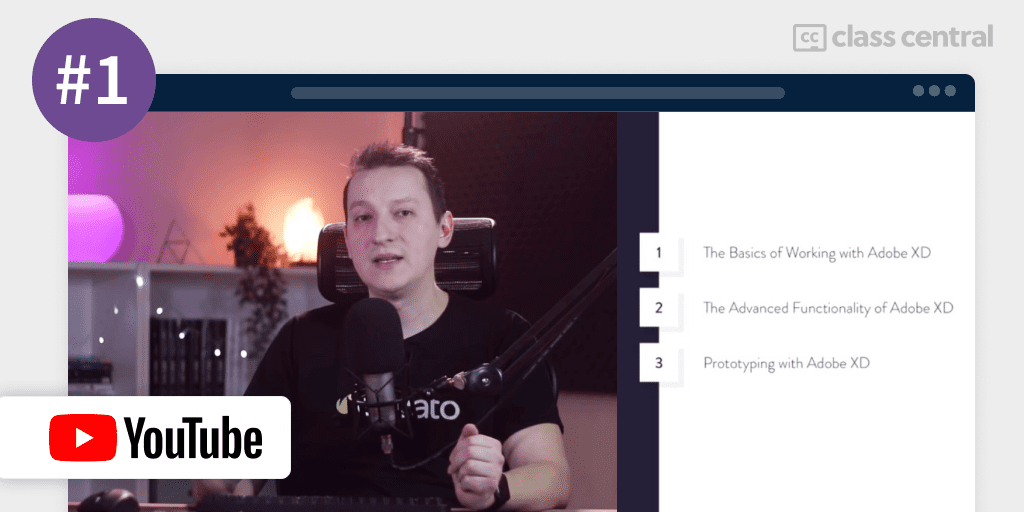 #1
cc class central
1 The Basics of Working with Adobe XD
2 The Advanced Functionality of Adobe XD
3 Prototyping with Adobe XD
ato
YouTube